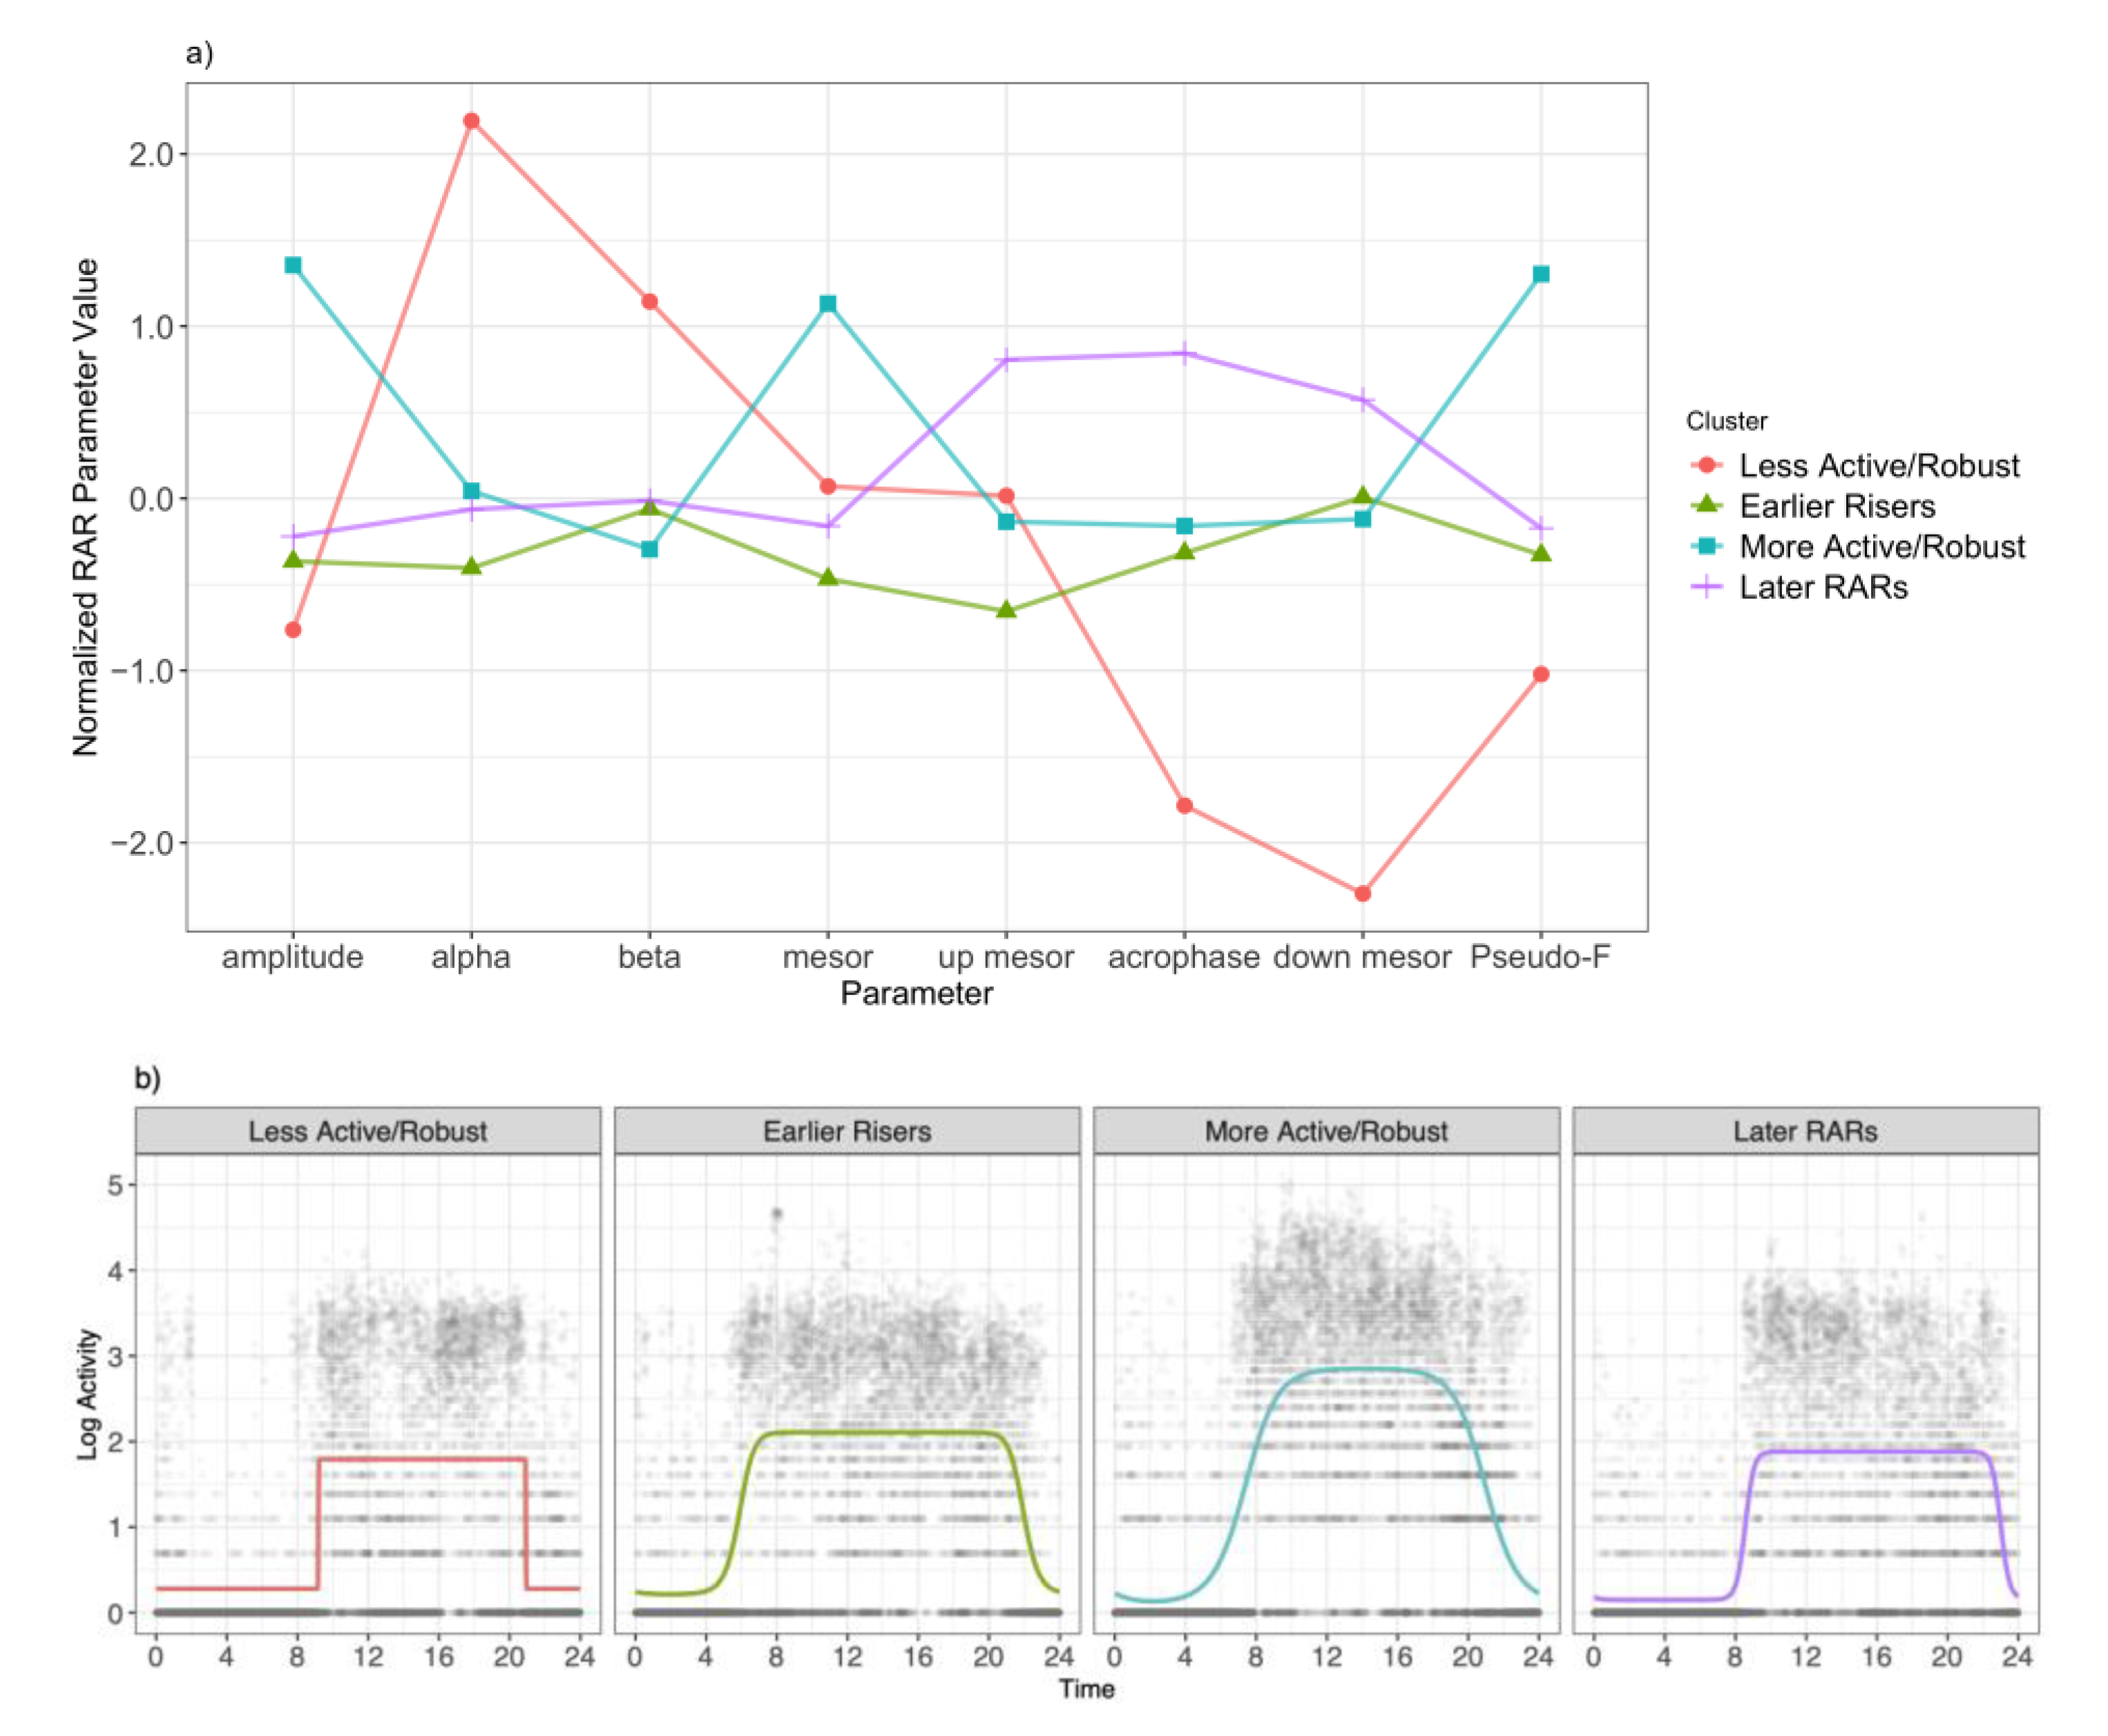 a)
2.0
1.0
0.0
−1.0
−2.0
Normalized RAR Parameter Value
amplitude alpha beta mesor up mesor acrophase down mesor Pseudo-F
Parameter
Cluster
Less Active/Robust
Earlier Risers
More Active/Robust
Later RARs
b)
Less Active/Robust Earlier Risers More Active/Robust Later RARs
5
4
3
2
1
0
Log Activity
0 4 8 12 16 20 24 0 4 8 12 16 20 24 0 4 8 12 16 20 24 0 4 8 12 16 20 24
Time